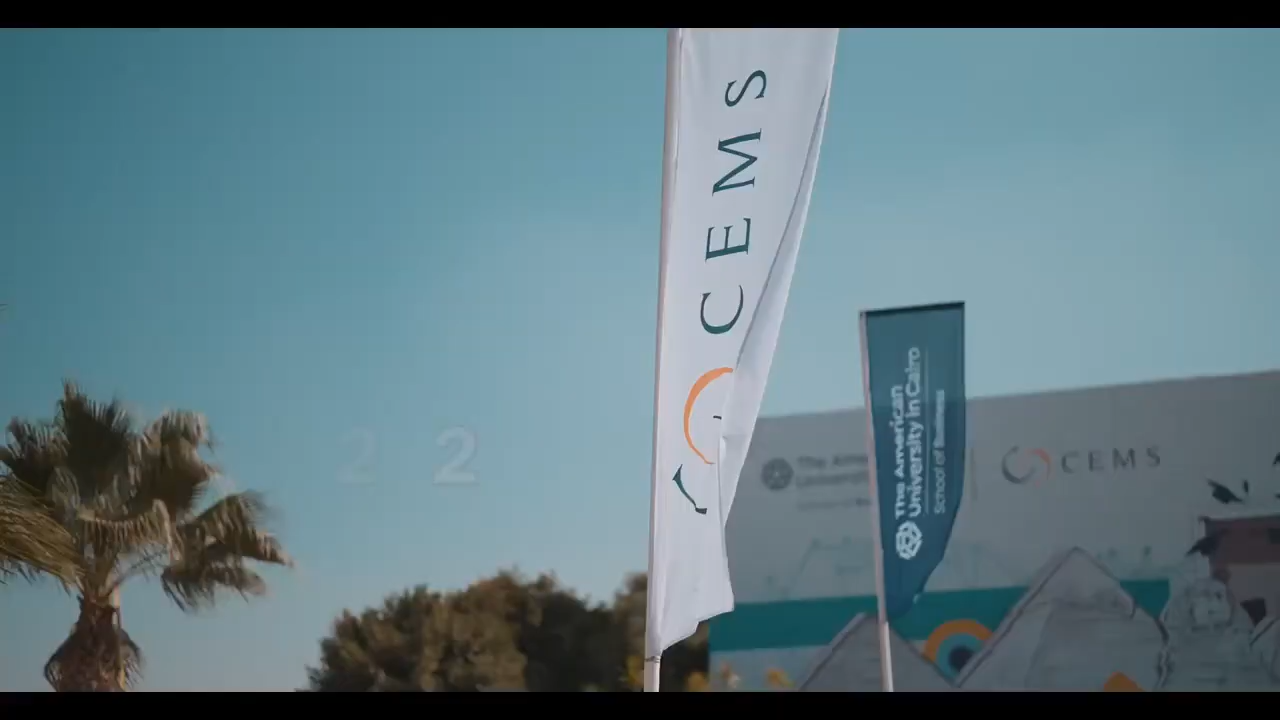 CEMS
The American
University in Cairo
School of Business
CEMS
2 2